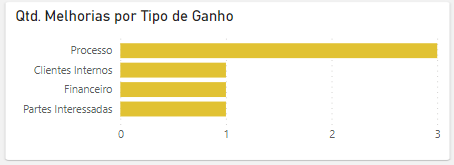 Qtd. Melhorias por Tipo de Ganho
Processo
Clientes Internos
Financeiro
Partes Interessadas
0 1 2 3